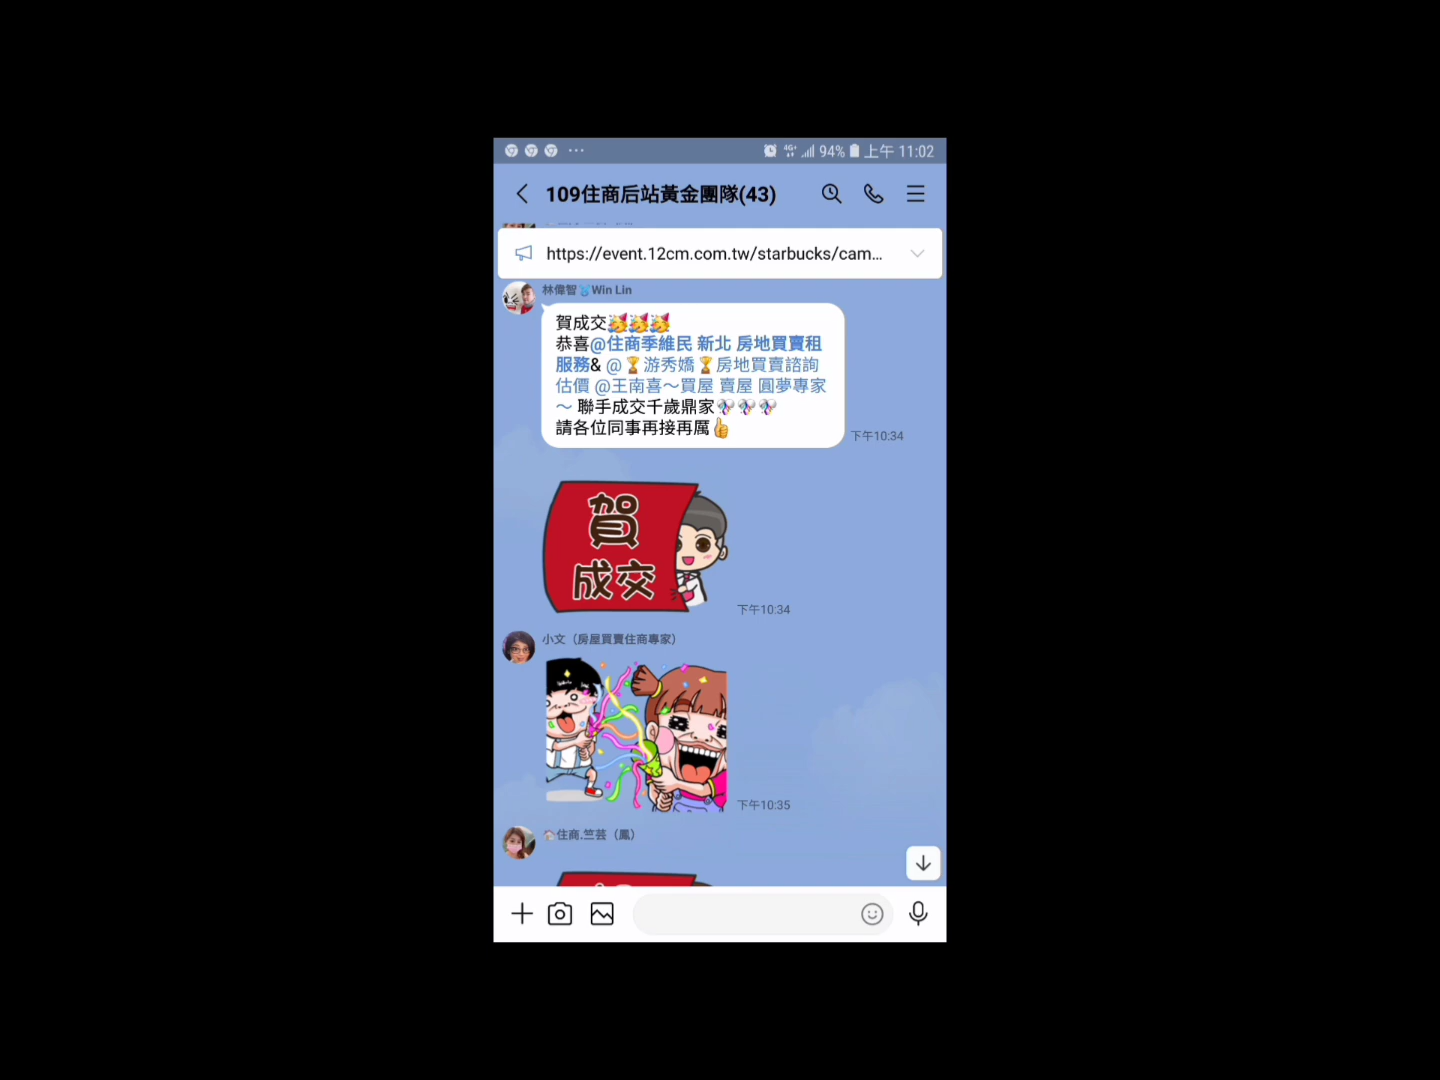 94% 上午 11:02
109住商后站黃金團隊(43)
https://event.12cm.com.tw/starbucks/cam...
林偉智🥈Win Lin
賀成交🥳🥳🥳
恭喜@住商季維民 新北 房地買賣租
服務& @🏆游秀嬌🏆房地買賣諮詢
估價 @王南喜～買屋 賣屋 圓夢專家
～ 聯手成交千歲鼎家🎊🎊🎊
請各位同事再接再厲👍
下午10:34
賀
成交
下午10:34
小文（房屋買賣住商專家）
下午10:35
🏠住商.竺芸（鳳）